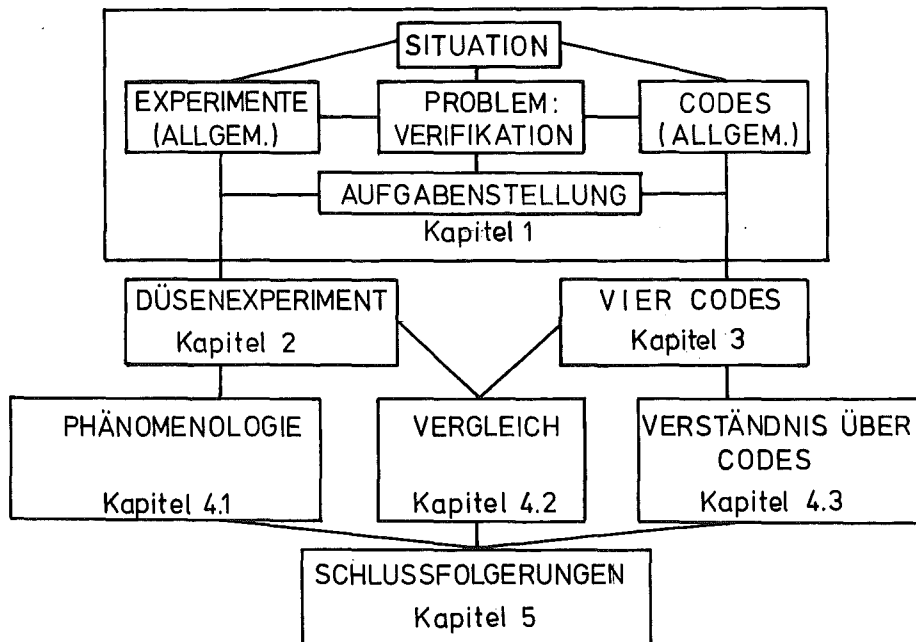 SITUATION
EXPERIMENTE
(ALLGEM.)
PROBLEM:
VERIFIKATION
CODES
(ALLGEM.)
AUFGABENSTELLUNG
Kapitel 1
DÜSENEXPERIMENT
Kapitel 2
VIER CODES
Kapitel 3
PHÄNOMENOLOGIE
Kapitel 4.1
VERGLEICH
Kapitel 4.2
VERSTÄNDNIS ÜBER
CODES
Kapitel 4.3
SCHLUSSFOLGERUNGEN
Kapitel 5